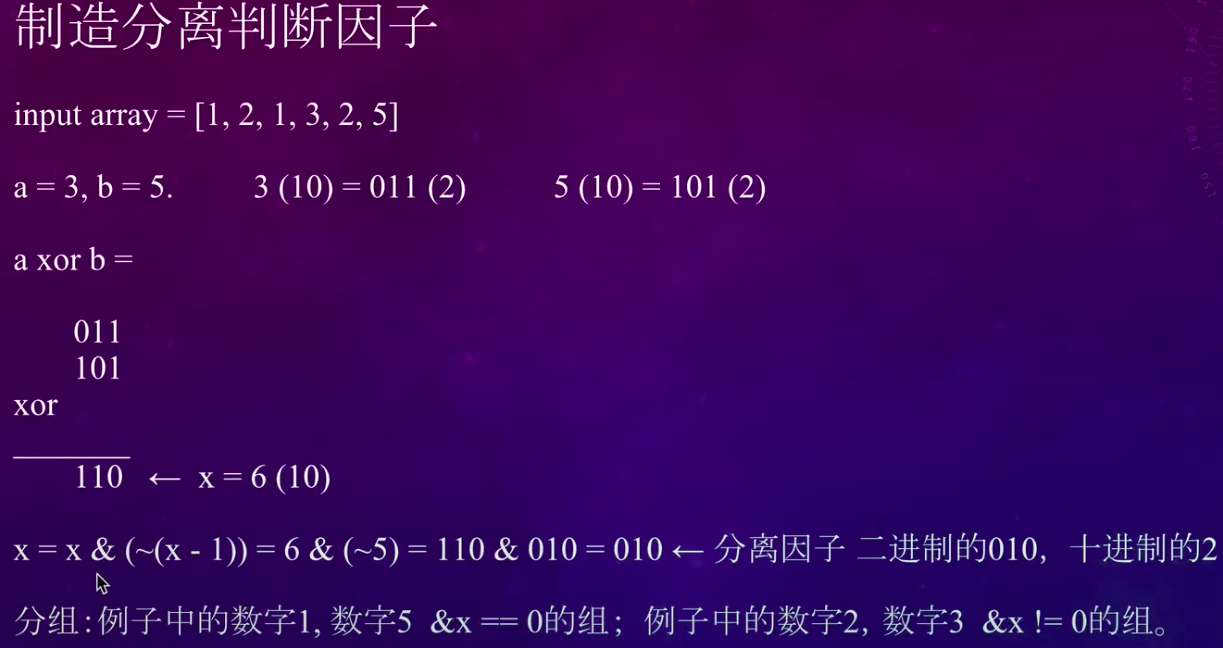 制造分离判断因子
input array = [1, 2, 1, 3, 2, 5]
a = 3, b = 5. 3 (10) = 011 (2) 5 (10) = 101 (2)
a xor b =
011
101
xor
110 ← x = 6 (10)
x = x & (~(x - 1)) = 6 & (~5) = 110 & 010 = 010 ← 分离因子 二进制的010, 十进制的2
分组:例子中的数字1, 数字5 &x == 0的组; 例子中的数字2, 数字3 &x != 0的组。
180
170
160
150